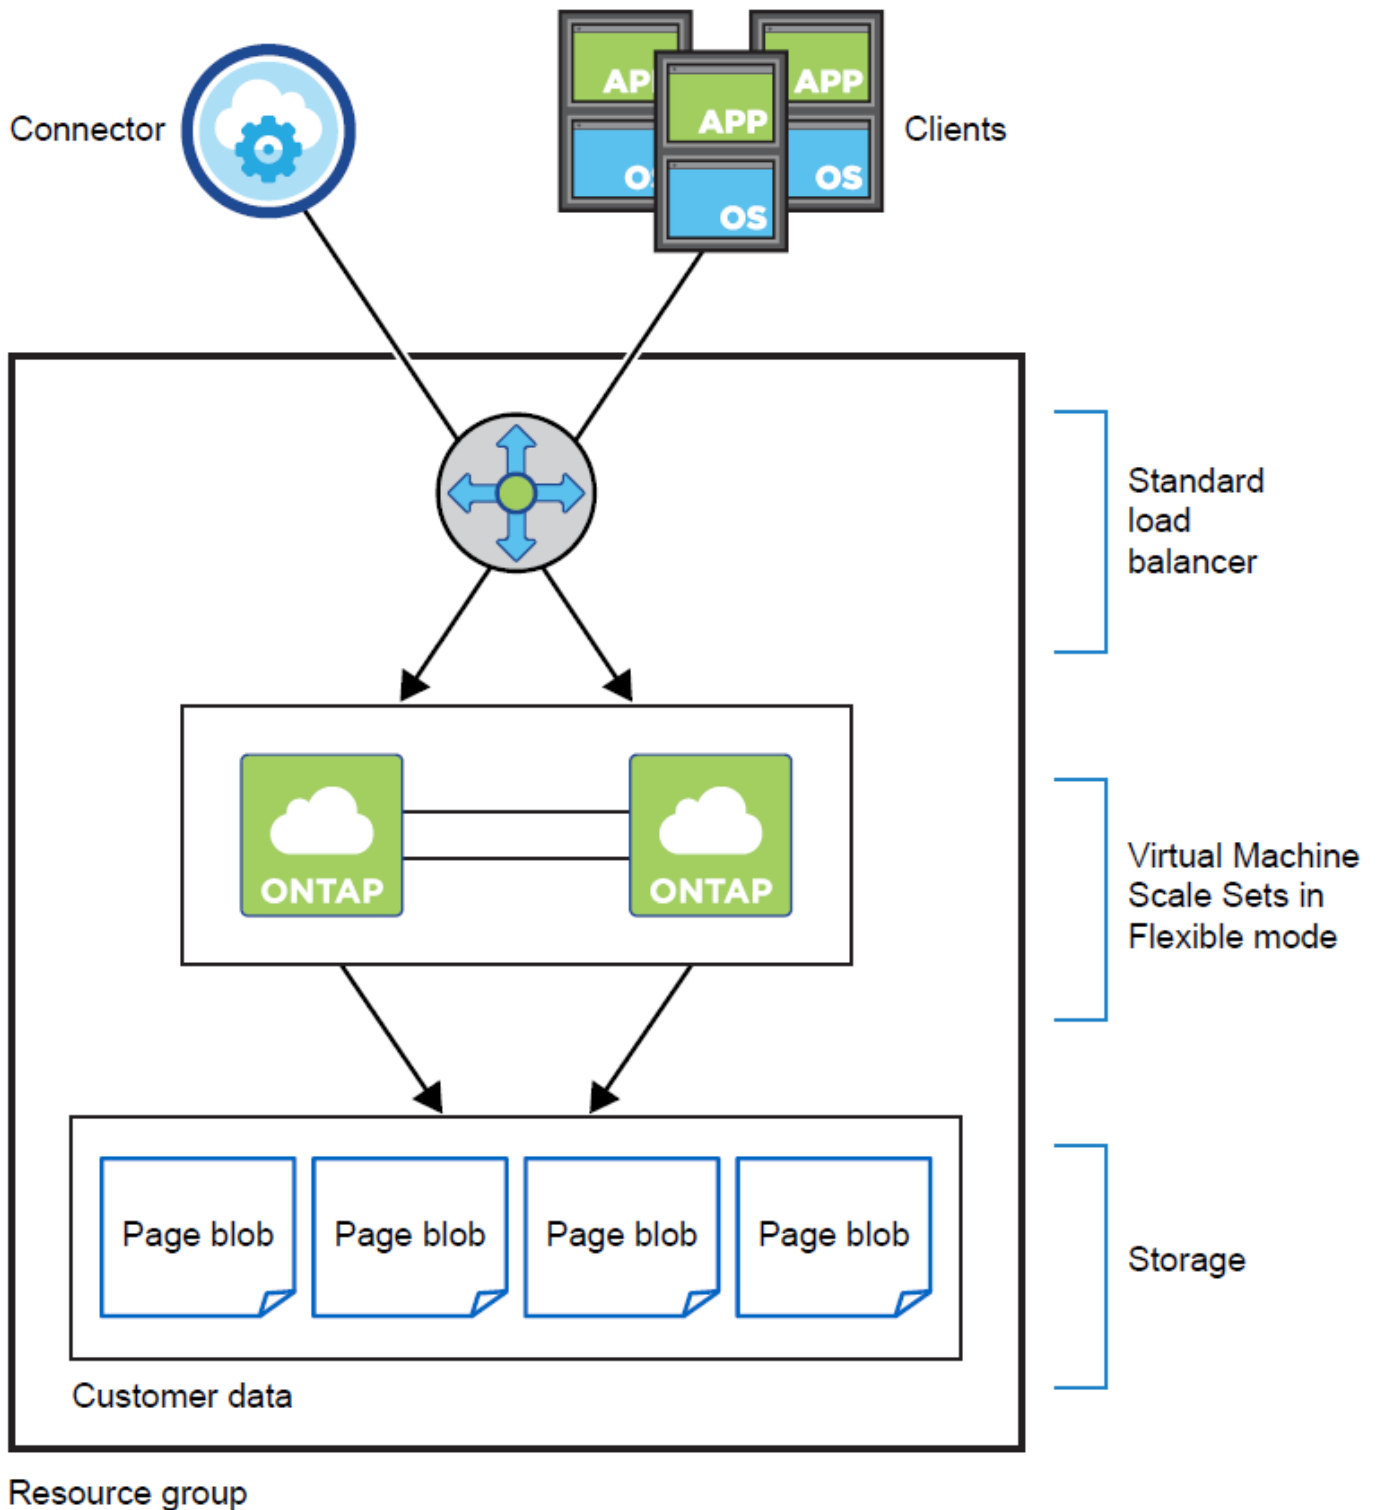 Connector
APP
APP
APP
OS
OS
OS
Clients
Standard
load
balancer
ONTAP
ONTAP
Virtual Machine
Scale Sets in
Flexible mode
Page blob
Page blob
Page blob
Page blob
Storage
Customer data
Resource group